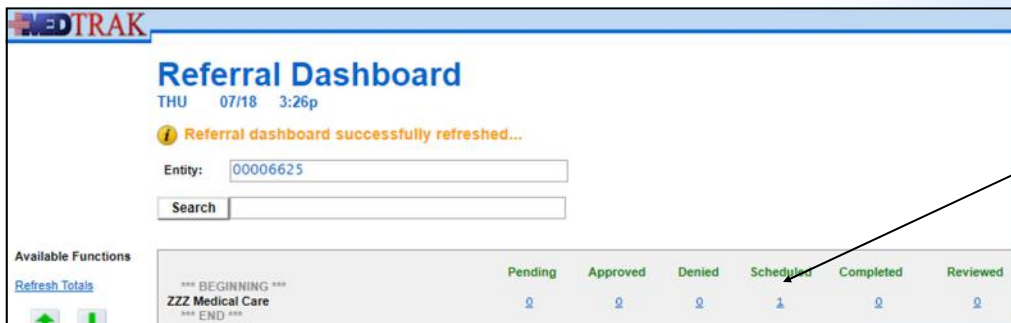 MEDTRAK
Referral Dashboard
THU 07/18 3:26p
i Referral dashboard successfully refreshed...
Entity: 00006625
Search
Available Functions
Refresh Totals
Pending Approved Denied Scheduled Completed Reviewed
*** BEGINNING ***
ZZZ Medical Care 0 0 0 1 0 0
*** END ***